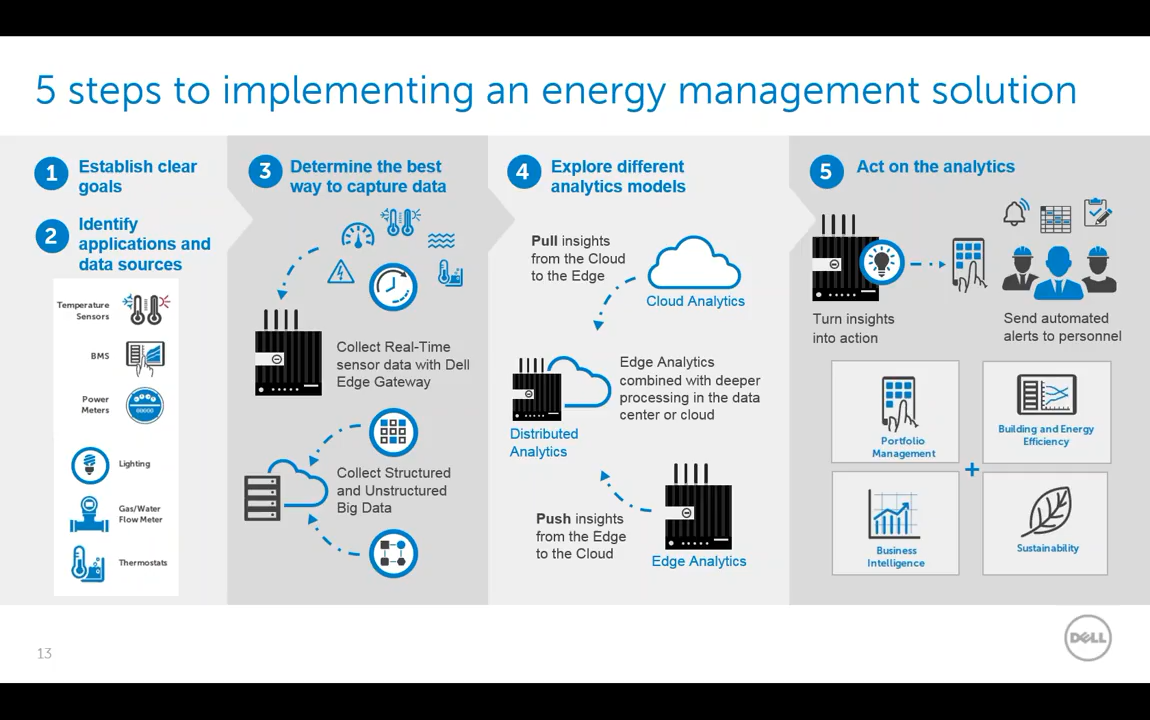 5 steps to implementing an energy management solution
1
Establish clear
goals
2
Identify
applications and
data sources
Temperature
Sensors
BMS
Power
Meters
Lighting
Gas/Water
Flow Meter
Thermostats
3
Determine the best
way to capture data
Collect Real-Time
sensor data with Dell
Edge Gateway
Collect Structured
and Unstructured
Big Data
4
Explore different
analytics models
Pull insights
from the Cloud
to the Edge
Cloud Analytics
Edge Analytics
combined with deeper
processing in the data
center or cloud
Distributed
Analytics
Push insights
from the Edge
to the Cloud
Edge Analytics
5
Act on the analytics
Turn insights
into action
Send automated
alerts to personnel
Portfolio
Management
Building and Energy
Efficiency
+
Business
Intelligence
Sustainability
13
DELL